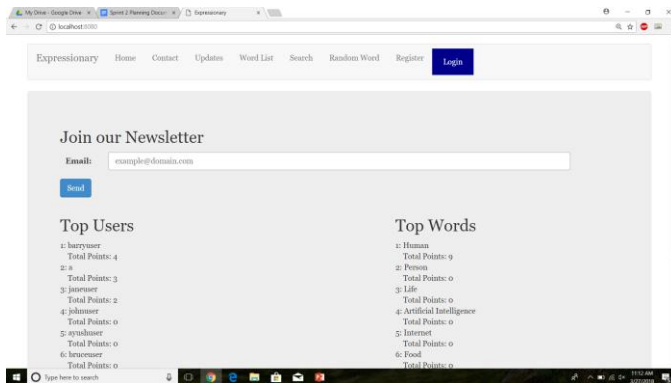 My Drive - Google Drive
Sprint 2 Planning Docum
Expressionary
localhost:8080
Expressionary Home Contact Updates Word List Search Random Word Register Login
Join our Newsletter
Email: example@domain.com
Send
Top Users
1: harryuser
Total Points: 4
2: a
Total Points: 3
3: janeuser
Total Points: 2
4: johnuser
Total Points: 0
5: ayushuser
Total Points: 0
6: bruceuser
Total Points: 0
Top Words
1: Human
Total Points: 9
2: Person
Total Points: 0
3: Life
Total Points: 0
4: Artificial Intelligence
Total Points: 0
5: Internet
Total Points: 0
6: Food
Total Points: 0
Type here to search
11:12 AM